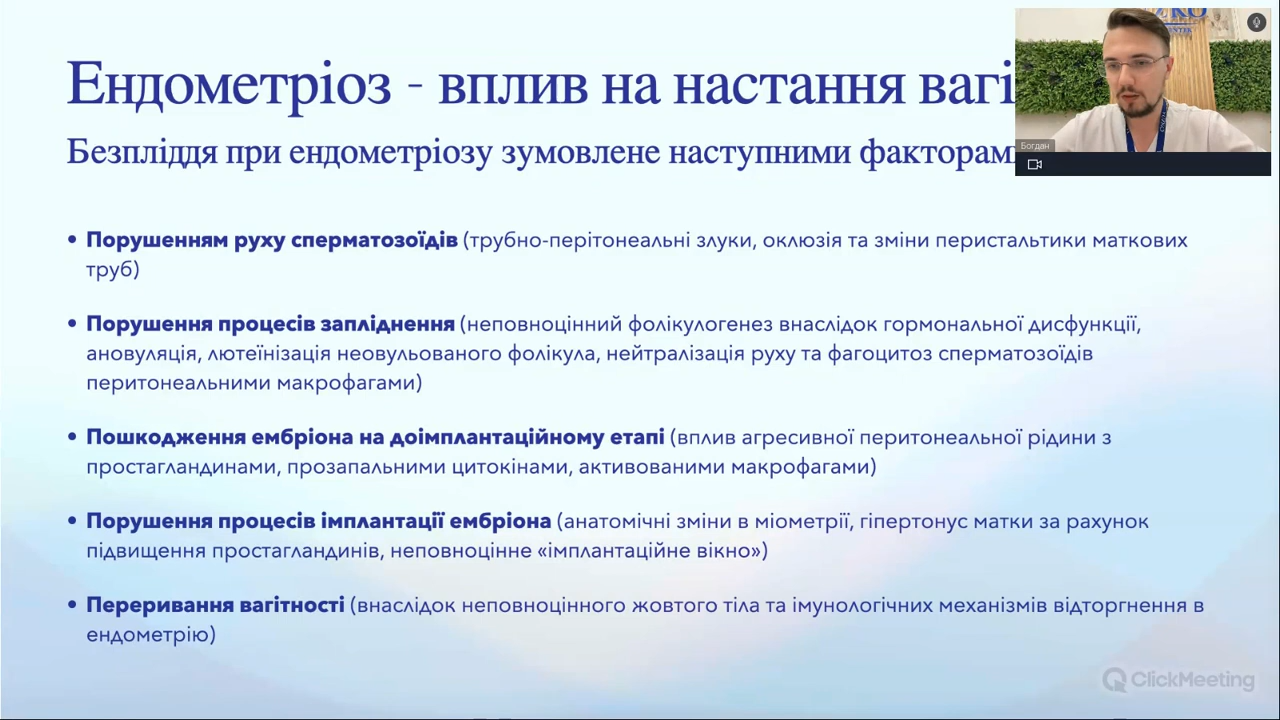 Ендометріоз - вплив на настання вагі
Безпліддя при ендометріозу зумовлене наступними факторам
Богдан
• Порушенням руху сперматозоїдів (трубно-перітонеальні злуки, оклюзія та зміни перистальтики маткових
труб)
• Порушення процесів запліднення (неповноцінний фолікулогенез внаслідок гормональної дисфункції,
ановуляція, лютеїнізація неовульованого фолікула, нейтралізація руху та фагоцитоз сперматозоїдів
перитонеальними макрофагами)
• Пошкодження ембріона на доімплантаційному етапі (вплив агресивної перитонеальної рідини з
простагландинами, прозапальними цитокінами, активованими макрофагами)
• Порушення процесів імплантації ембріона (анатомічні зміни в міометрії, гіпертонус матки за рахунок
підвищення простагландинів, неповноцінне «імплантаційне вікно»)
• Переривання вагітності (внаслідок неповноцінного жовтого тіла та імунологічних механізмів відторгнення в
ендометрію)
ClickMeeting